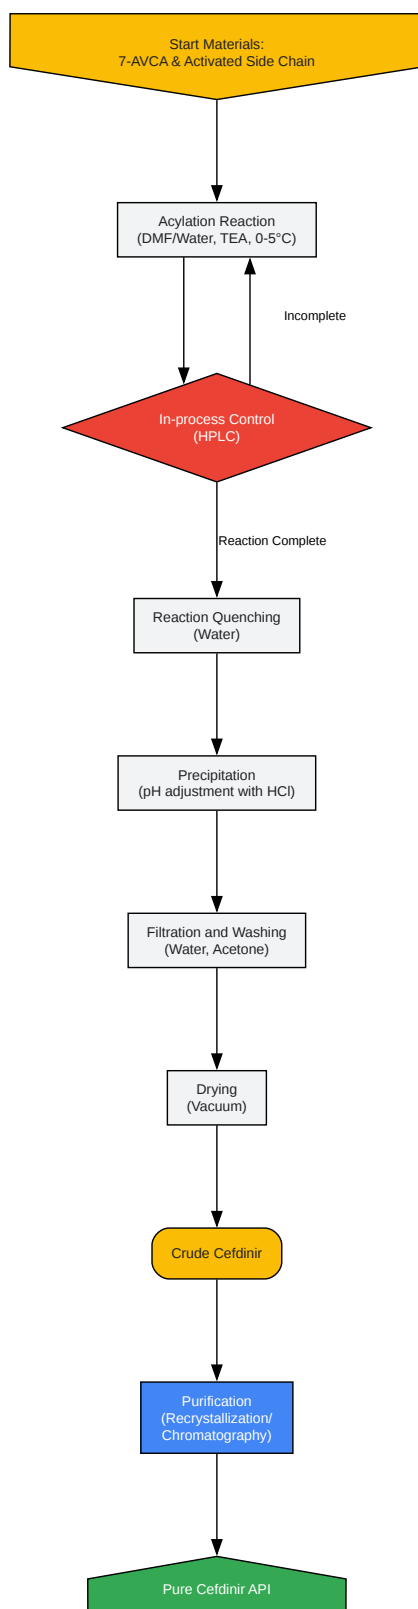 Start Materials:
7-AVCA & Activated Side Chain
Acylation Reaction
(DMF/Water, TEA, 0-5°C)
Incomplete
In-process Control
(HPLC)
Reaction Complete
Reaction Quenching
(Water)
Precipitation
(pH adjustment with HCl)
Filtration and Washing
(Water, Acetone)
Drying
(Vacuum)
Crude Cefdinir
Purification
(Recrystallization/
Chromatography)
Pure Cefdinir API